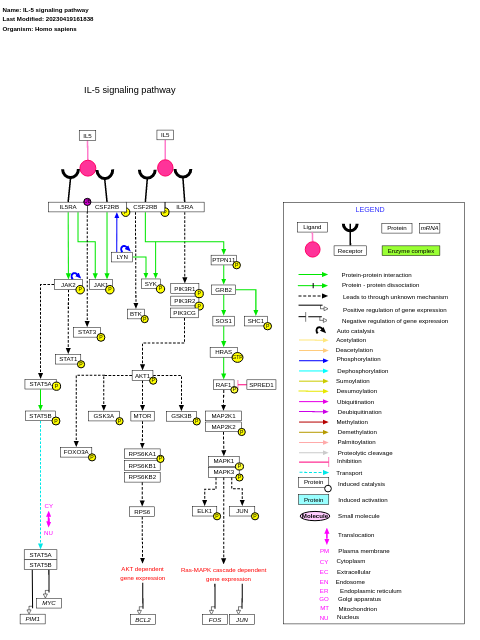 Name: IL-5 signaling pathway
Last Modified: 20230419161838
Organism: Homo sapiens
IL-5 signaling pathway
IL5
IL5
IL5RA
CSF2RB
CSF2RB
IL5RA
LYN
PTPN11
JAK2
JAK1
SYK
PIK3R1
PIK3R2
PIK3CG
GRB2
BTK
SOS1
SHC1
STAT3
STAT1
HRAS
GTP
AKT1
STAT5A
RAF1
SPRED1
STAT5B
GSK3A
MTOR
GSK3B
MAP2K1
MAP2K2
FOXO3A
RPS6KA1
RPS6KB1
RPS6KB2
MAPK1
MAPK3
CY
NU
RPS6
ELK1
JUN
STAT5A
STAT5B
AKT dependent
gene expression
Ras-MAPK cascade dependent
gene-expression
MYC
PIM1
BCL2
FOS
JUN
LEGEND
Ligand
Protein
mRNA
Receptor
Enzyme complex
Protein-protein interaction
Protein - protein dissociation
Leads to through unknown mechanism
Positive regulation of gene expression
Negative regulation of gene expression
Auto catalysis
Acetylation
Deacetylation
Phosphorylation
Dephosphorylation
Sumoylation
Desumoylation
Ubiquitination
Deubiquitination
Methylation
Demethylation
Palmitoylation
Proteolytic cleavage
Inhibition
Transport
Protein
Induced catalysis
Protein
Induced activation
Molecule
Small molecule
Translocation
PM Plasma membrane
CY Cytoplasm
EC Extracellular
EN Endosome
ER Endoplasmic reticulum
GO Golgi apparatus
MT Mitochondrion
NU Nucleus